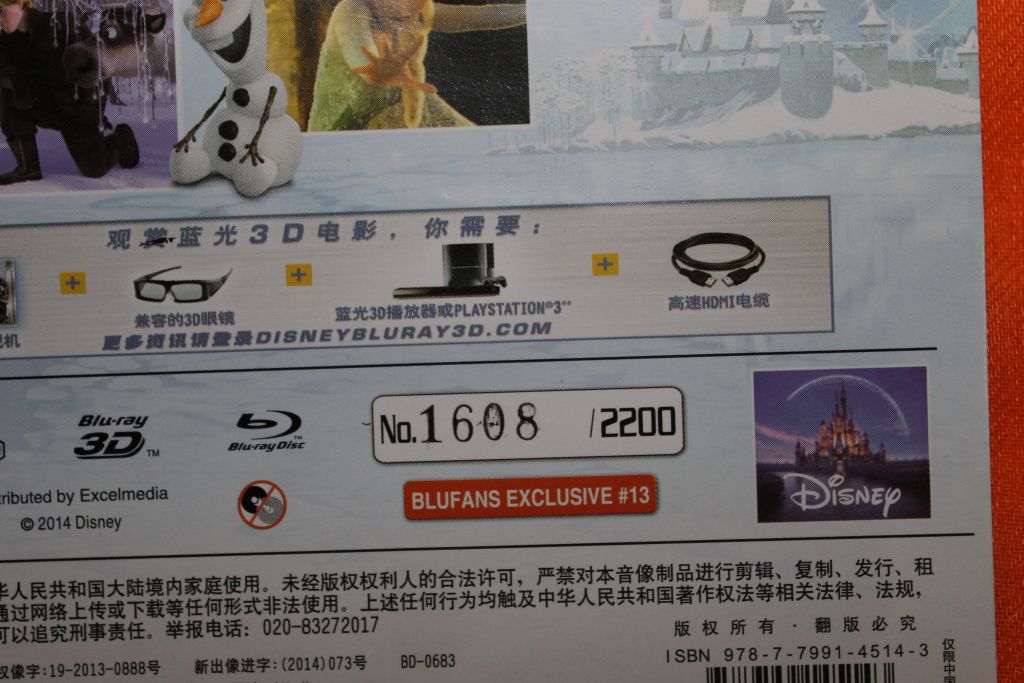 观赏蓝光3D电影，你需要：
兼容的3D眼镜
蓝光3D播放器或PLAYSTATION®3**
高速HDMI电缆
视机
更多资讯请登录DISNEYBLURAY3D.COM
Blu-ray 3D™
Blu-ray Disc™
No.1608 /2200
BLUFANS EXCLUSIVE #13
Disney
tributed by Excelmedia
© 2014 Disney
华人民共和国大陆境内家庭使用。未经版权权利人的合法许可，严禁对本音像制品进行剪辑、复制、发行、租
通过网络上传或下载等任何形式非法使用。上述任何行为均触及中华人民共和国著作权法等相关法律、法规，
可以追究刑事责任。举报电话：020-83272017
版权所有·翻版必究
权像字：19-2013-0888号 新出像进字：(2014)073号 BD-0683
ISBN 978-7-7991-4514-3
仅限中国